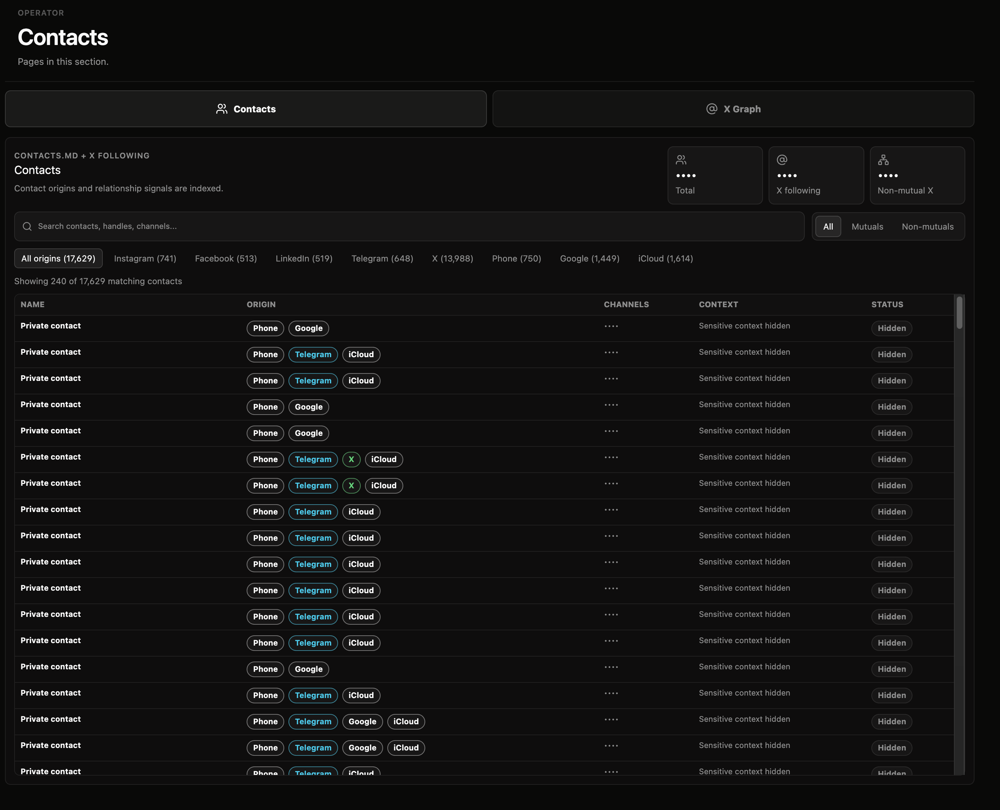 OPERATOR
Contacts
Pages in this section.
Contacts
X Graph
CONTACTS.MD + X FOLLOWING
Contacts
Contact origins and relationship signals are indexed.
••••
Total
••••
X following
••••
Non-mutual X
Search contacts, handles, channels...
All Mutuals Non-mutuals
All origins (17,629) Instagram (741) Facebook (513) LinkedIn (519) Telegram (648) X (13,988) Phone (750) Google (1,449) iCloud (1,614)
Showing 240 of 17,629 matching contacts
NAME ORIGIN CHANNELS CONTEXT STATUS
Private contact Phone Google •••• Sensitive context hidden Hidden
Private contact Phone Telegram iCloud •••• Sensitive context hidden Hidden
Private contact Phone Telegram iCloud •••• Sensitive context hidden Hidden
Private contact Phone Google •••• Sensitive context hidden Hidden
Private contact Phone Google •••• Sensitive context hidden Hidden
Private contact Phone Telegram X iCloud •••• Sensitive context hidden Hidden
Private contact Phone Telegram X iCloud •••• Sensitive context hidden Hidden
Private contact Phone Telegram iCloud •••• Sensitive context hidden Hidden
Private contact Phone Telegram iCloud •••• Sensitive context hidden Hidden
Private contact Phone Telegram iCloud •••• Sensitive context hidden Hidden
Private contact Phone Telegram iCloud •••• Sensitive context hidden Hidden
Private contact Phone Telegram iCloud •••• Sensitive context hidden Hidden
Private contact Phone Telegram iCloud •••• Sensitive context hidden Hidden
Private contact Phone Google •••• Sensitive context hidden Hidden
Private contact Phone Telegram iCloud •••• Sensitive context hidden Hidden
Private contact Phone Telegram Google iCloud •••• Sensitive context hidden Hidden
Private contact Phone Telegram Google iCloud •••• Sensitive context hidden Hidden
Private contact Phone Telegram iCloud •••• Sensitive context hidden Hidden